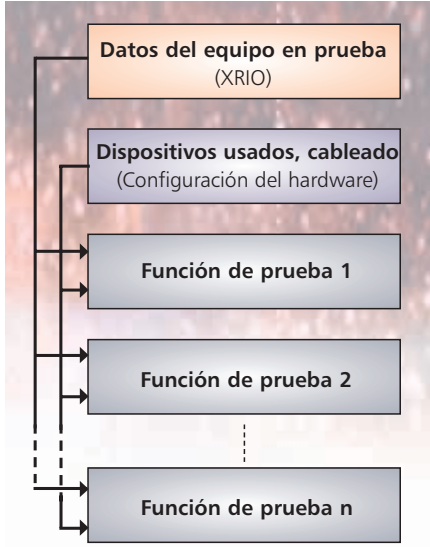 Datos del equipo en prueba
(XRIO)
Dispositivos usados, cableado
(Configuración del hardware)
Función de prueba 1
Función de prueba 2
Función de prueba n